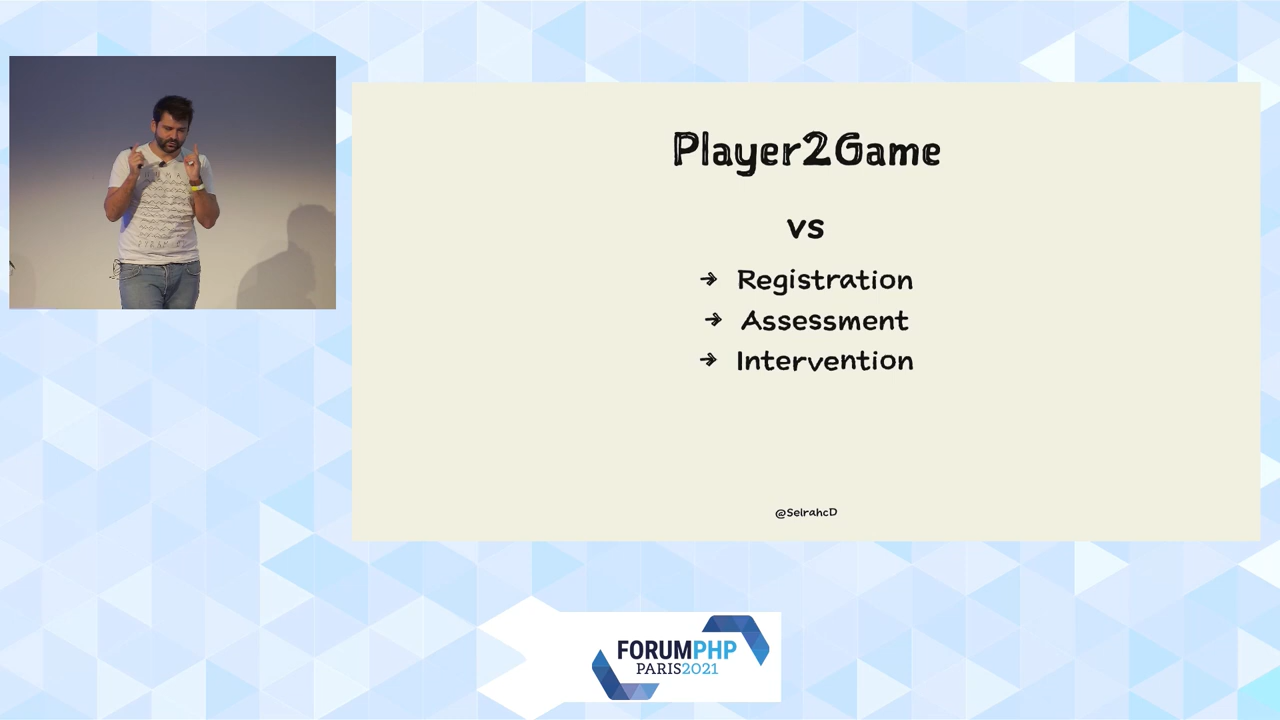 Player2Game
vs
→ Registration
→ Assessment
→ Intervention
@SelrahcD
FORUMPHP
PARIS2021